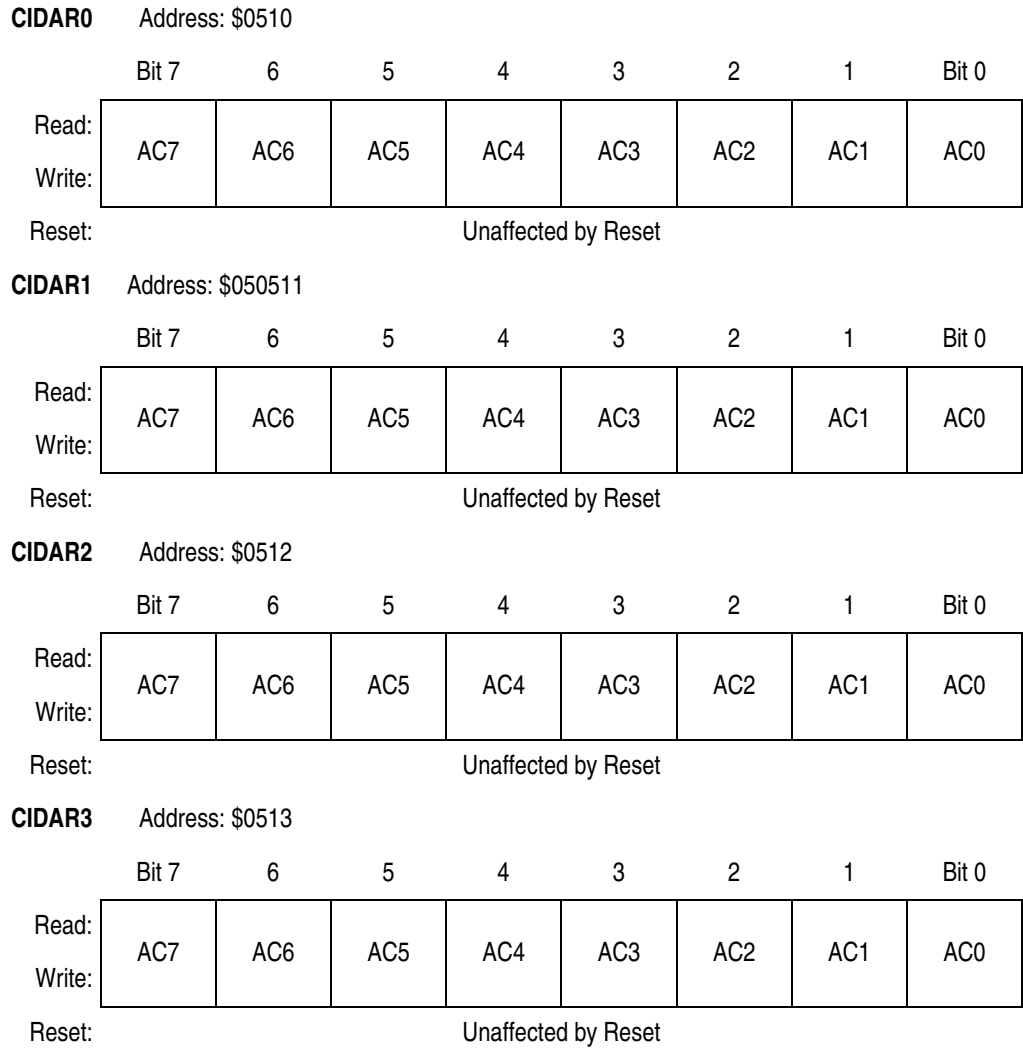 CIDAR0 Address: $0510
Bit 7 6 5 4 3 2 1 Bit 0
Read:
AC7 AC6 AC5 AC4 AC3 AC2 AC1 AC0
Write:
Reset: Unaffected by Reset
CIDAR1 Address: $050511
Bit 7 6 5 4 3 2 1 Bit 0
Read:
AC7 AC6 AC5 AC4 AC3 AC2 AC1 AC0
Write:
Reset: Unaffected by Reset
CIDAR2 Address: $0512
Bit 7 6 5 4 3 2 1 Bit 0
Read:
AC7 AC6 AC5 AC4 AC3 AC2 AC1 AC0
Write:
Reset: Unaffected by Reset
CIDAR3 Address: $0513
Bit 7 6 5 4 3 2 1 Bit 0
Read:
AC7 AC6 AC5 AC4 AC3 AC2 AC1 AC0
Write:
Reset: Unaffected by Reset